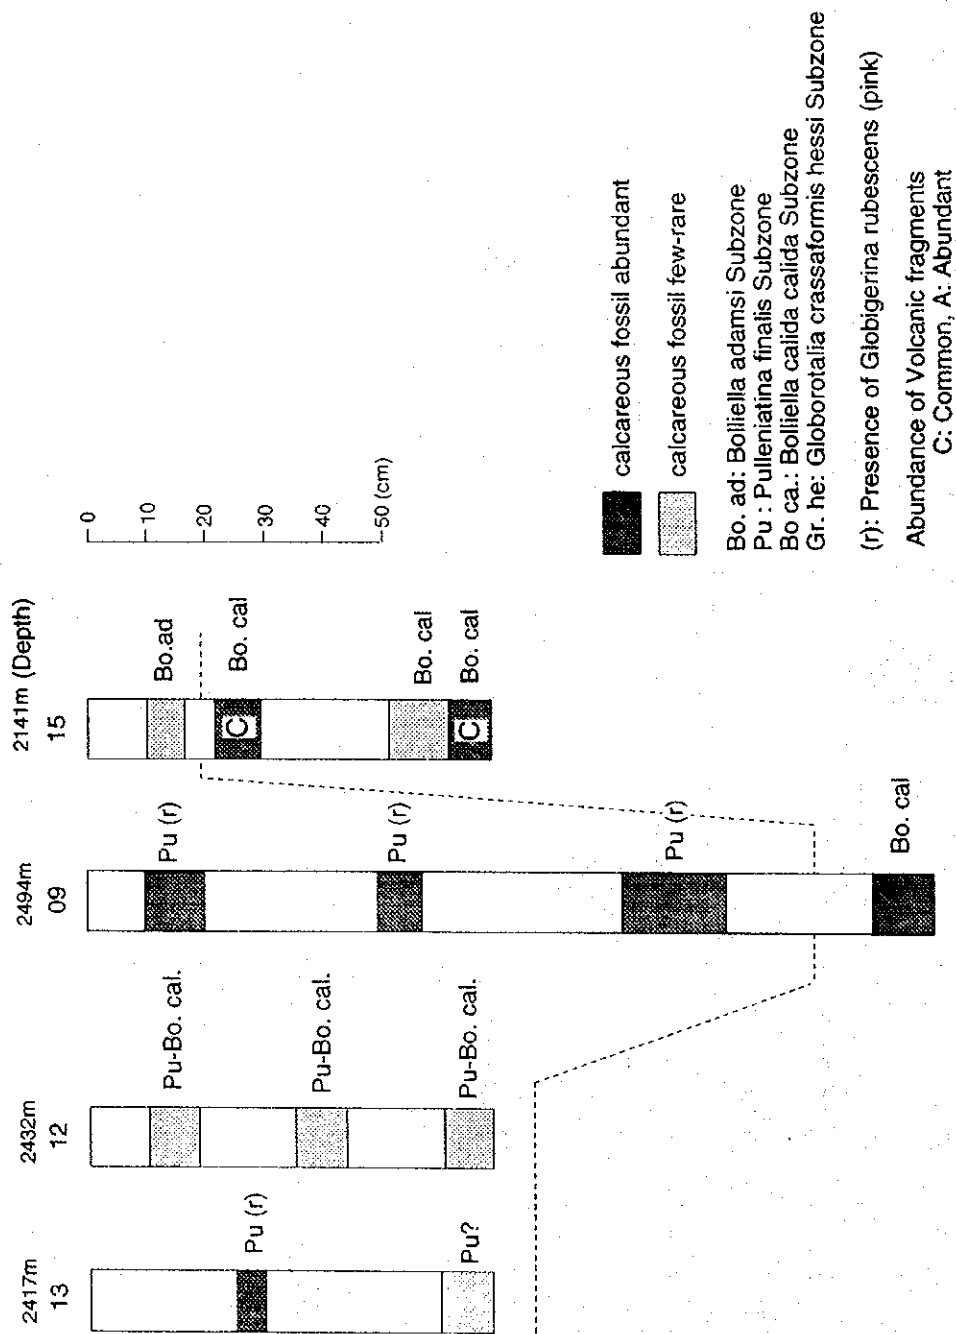 2417m
13
Pu (r)
Pu?
2432m
12
Pu-Bo. cal.
Pu-Bo. cal.
Pu-Bo. cal.
2494m
09
Pu (r)
Pu (r)
Pu (r)
Bo. cal
2141m (Depth)
15
Bo.ad
C
Bo. cal
Bo. cal
C
Bo. cal
0
10
20
30
50 (cm)
calcareous fossil abundant
calcareous fossil few-rare
Bo. ad: Bolliella adamsi Subzone
Pu : Pulleniatina finalis Subzone
Bo ca.: Bolliella calida calida Subzone
Gr. he: Globorotalia crassaformis hessi Subzone
(r): Presence of Globigerina rubescens (pink)
Abundance of Volcanic fragments
C: Common, A: Abundant